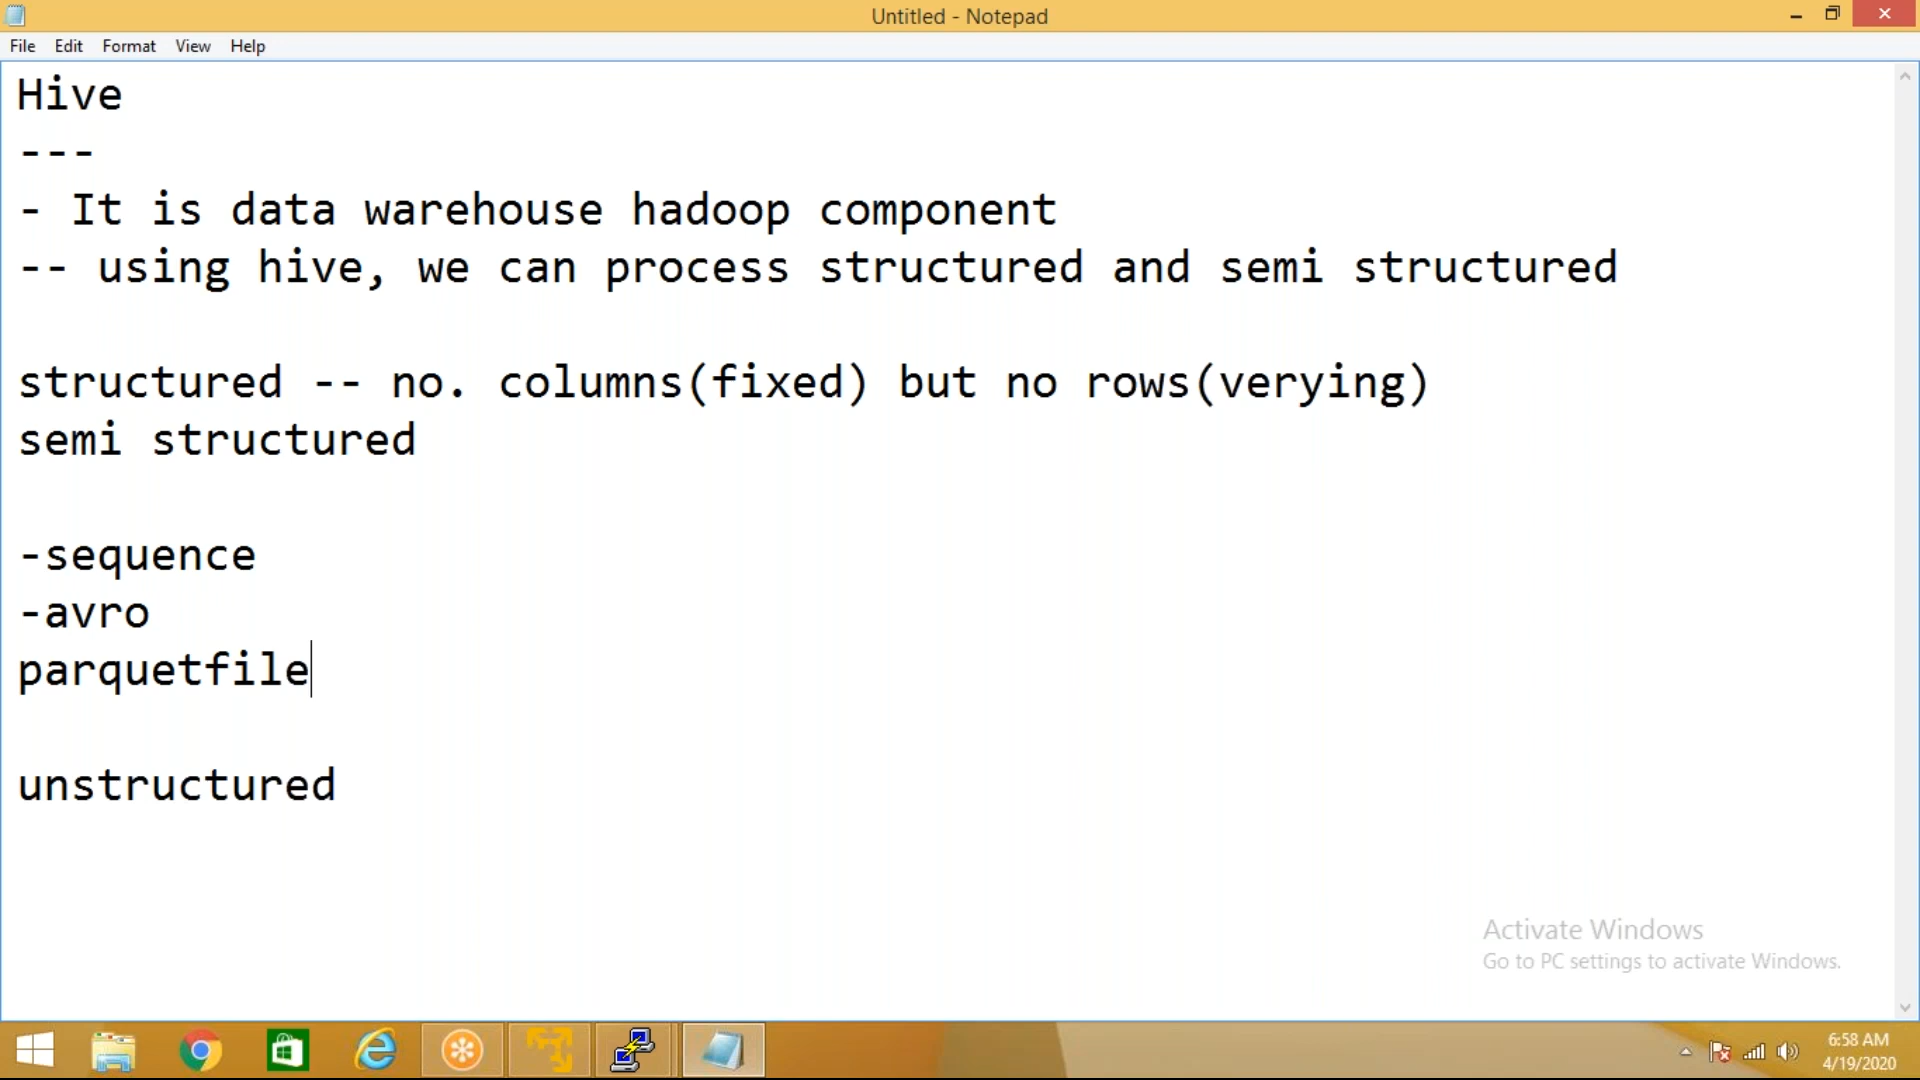 Untitled - Notepad
File Edit Format View Help
Hive
---
- It is data warehouse hadoop component
-- using hive, we can process structured and semi structured
structured -- no. columns(fixed) but no rows(verying)
semi structured
-sequence
-avro
parquetfile
unstructured
Activate Windows
Go to PC settings to activate Windows.
6:58 AM
4/19/2020